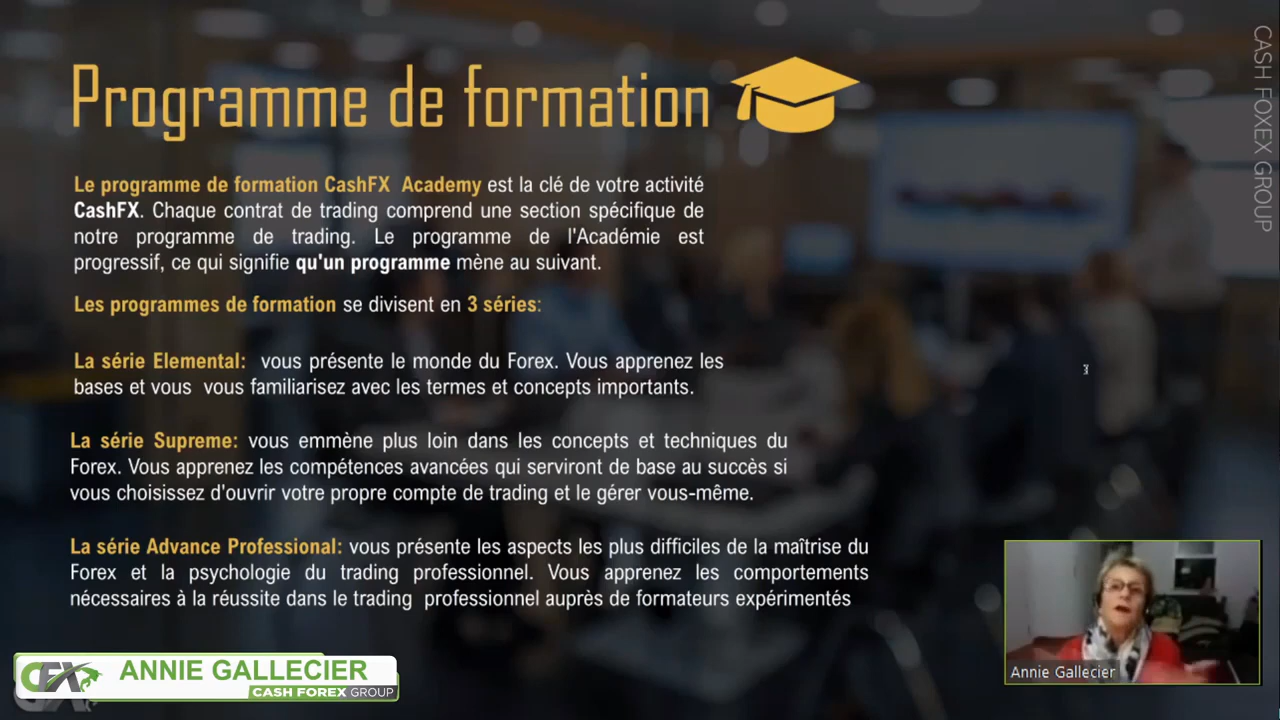 Programme de formation
Le programme de formation CashFX Academy est la clé de votre activité
CashFX. Chaque contrat de trading comprend une section spécifique de
notre programme de trading. Le programme de l'Académie est
progressif, ce qui signifie qu'un programme mène au suivant.
Les programmes de formation se divisent en 3 séries:
La série Elemental: vous présente le monde du Forex. Vous apprenez les
bases et vous vous familiarisez avec les termes et concepts importants.
La série Supreme: vous emmène plus loin dans les concepts et techniques du
Forex. Vous apprenez les compétences avancées qui serviront de base au succès si
vous choisissez d'ouvrir votre propre compte de trading et le gérer vous-même.
La série Advance Professional: vous présente les aspects les plus difficiles de la maîtrise du
Forex et la psychologie du trading professionnel. Vous apprenez les comportements
nécessaires à la réussite dans le trading professionnel auprès de formateurs expérimentés
CASH FOXEX GROUP
Annie Gallecier
CFX
ANNIE GALLECIER
CASH FOREX GROUP